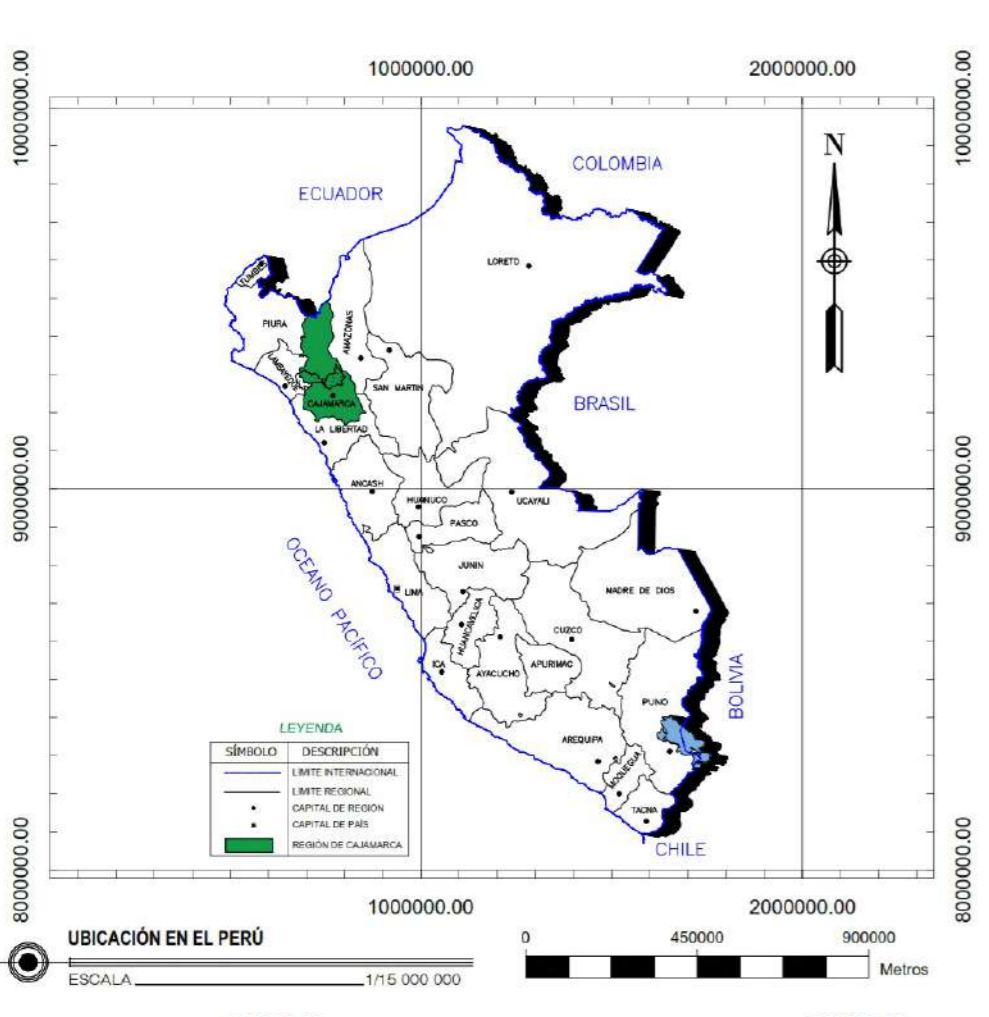 1000000.00 2000000.00
10000000.00 10000000.00
N
COLOMBIA
ECUADOR
LORETO
TUMBES
PIURA
AMAZONAS
LAMBAYEQUE
SAN MARTIN
CAJAMARCA
BRASIL
LA LIBERTAD
ANCASH
HUANUCO
UCAYALI
9000000.00 9000000.00
PASCO
OCEANO PACÍFICO
JUNIN
LIMA
MADRE DE DIOS
HUANCAVELICA
CUZCO
ICA
AYACUCHO
APURIMAC
BOLIVIA
PUNO
AREQUIPA
MOQUEGUA
TACNA
CHILE
LEYENDA
SÍMBOLO DESCRIPCIÓN
LIMITE INTERNACIONAL
LIMITE REGIONAL
CAPITAL DE REGIÓN
CAPITAL DE PAÍS
REGIÓN DE CAJAMARCA
8000000.00 8000000.00
1000000.00 2000000.00
UBICACIÓN EN EL PERÚ
ESCALA 1/15 000 000
0 450000 900000
Metros